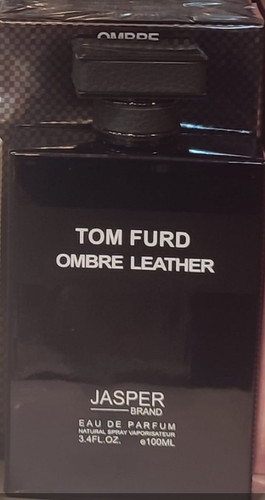 OMBRE
TOM FURD
OMBRE LEATHER
JASPER
BRAND
EAU DE PARFUM
NATURAL SPRAY VAPORISATEUR
3.4FL.OZ. e100ML